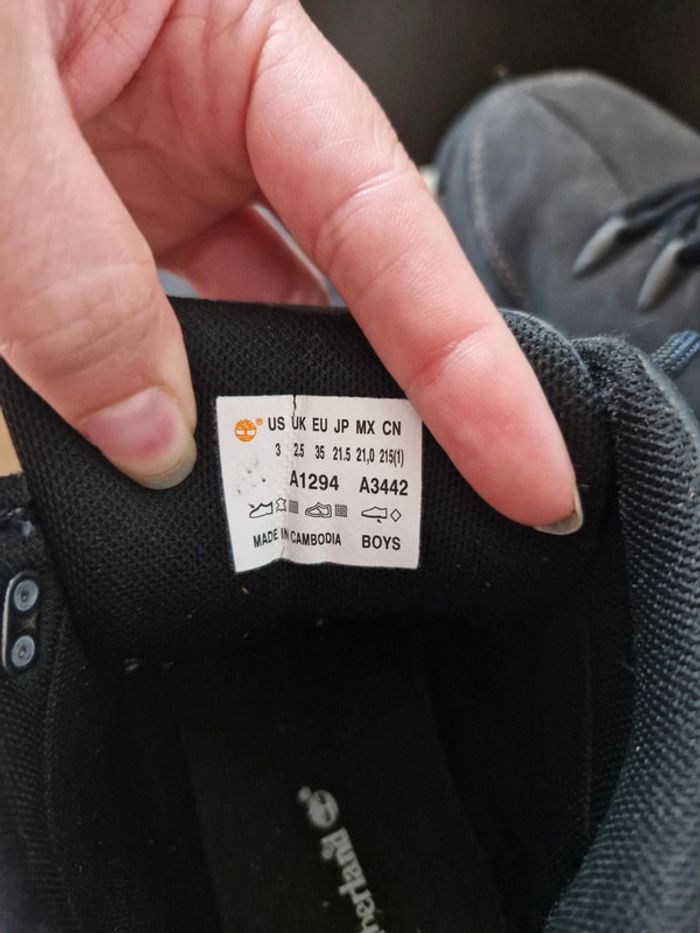 ® US UK EU JP MX CN
3 2.5 35 21.5 21,0 215(1)
A1294 A3442
MADE IN CAMBODIA BOYS